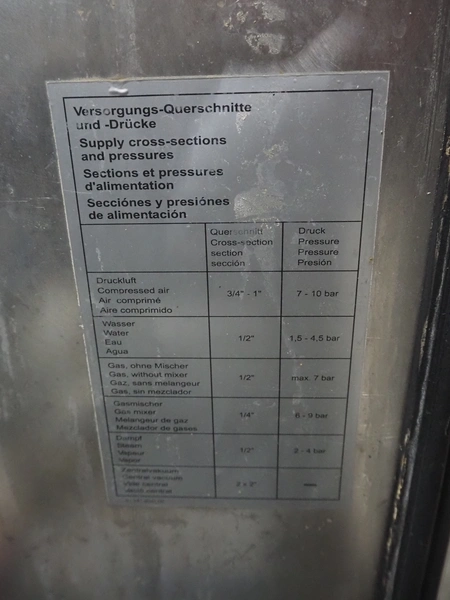 Versorgungs-Querschnitte
und -Drücke
Supply cross-sections
and pressures
Sections et pressures
d'alimentation
Secciónes y presiónes
de alimentación
Querschnitt
Cross-section
section
sección
Druck
Pressure
Pressure
Presión
Druckluft
Compressed air
Air comprimé
Aire comprimido
3/4" - 1"
7 - 10 bar
Wasser
Water
Eau
Agua
1/2"
1,5 - 4,5 bar
Gas, ohne Mischer
Gas, without mixer
Gaz, sans melangeur
Gas, sin mezclador
1/2"
max. 7 bar
Gasmischer
Gas mixer
Melangeur de gaz
Mezclador de gases
1/4"
6 - 9 bar
Dampf
Steam
Vapeur
Vapor
1/2"
2 - 4 bar
Zentralvakuum
Central vacuum
Vide central
central